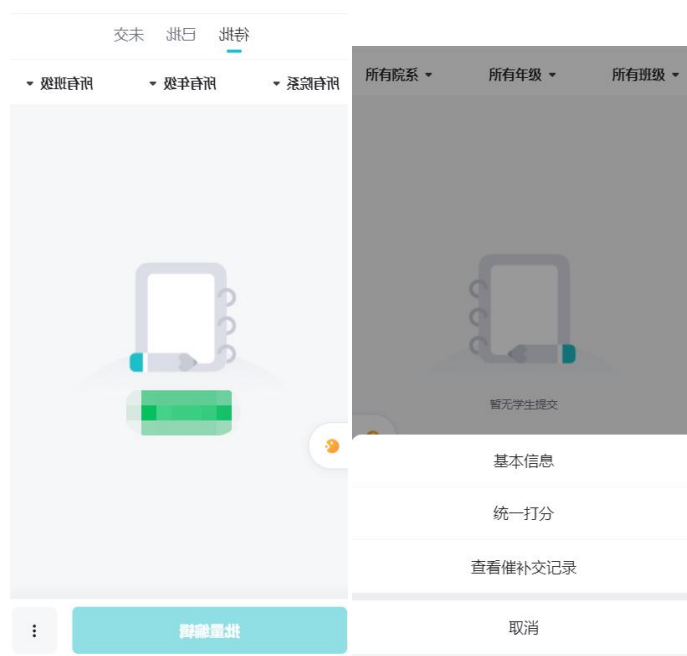 待批 已批 未交
所有院系 所有年级 所有班级
批量编辑
所有院系 所有年级 所有班级
暂无学生提交
基本信息
统一打分
查看催补交记录
取消